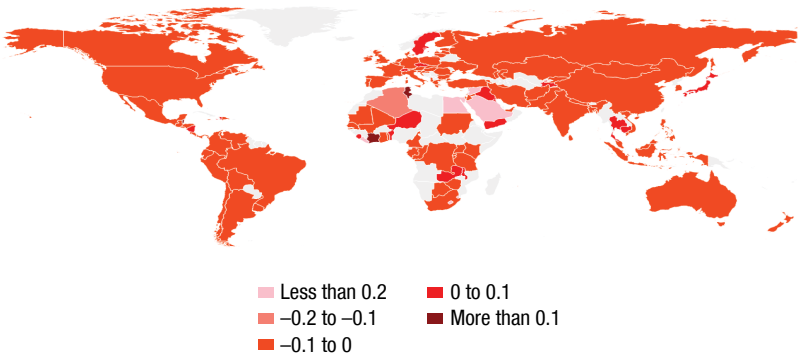 Less than 0.2
–0.2 to –0.1
–0.1 to 0
0 to 0.1
More than 0.1